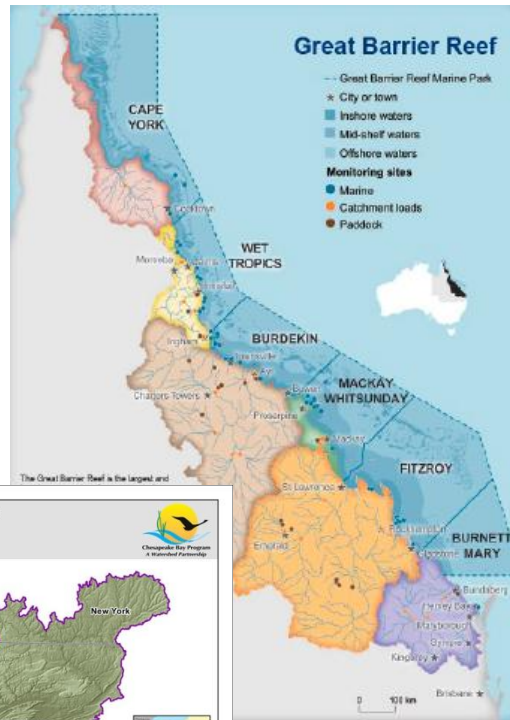 Great Barrier Reef
Great Barrier Reef Marine Park
City or town
Inshore waters
Mid-shelf waters
Offshore waters
Monitoring sites
Marine
Catchment loads
Paddock
CAPE
YORK
Cooktown
WET
TROPICS
Mareeba
BURDEKIN
Ingham
Townsville
Ayr
Bowen
MACKAY
WHITSUNDAY
Charters Towers
Proserpine
Mackay
FITZROY
The Great Barrier Reef is the largest and
St Lawrence
Rockhampton
BURNETT
MARY
Emerald
Gladstone
Bundaberg
Hervey Bay
Maryborough
Gympie
Kingaroy
Brisbane
0 100 km
Chesapeake Bay Program
A Watershed Partnership
New York